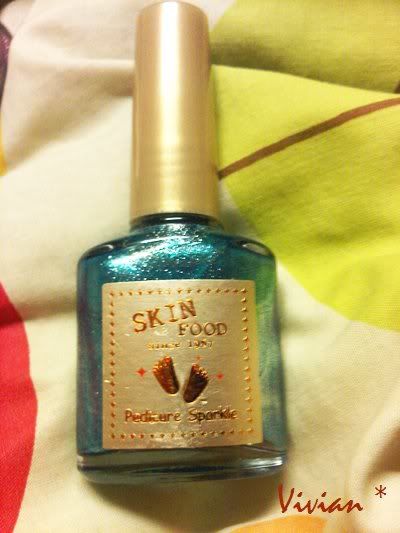 SKIN
FOOD
since 1957
Pedicure Sparkle
Vivian *